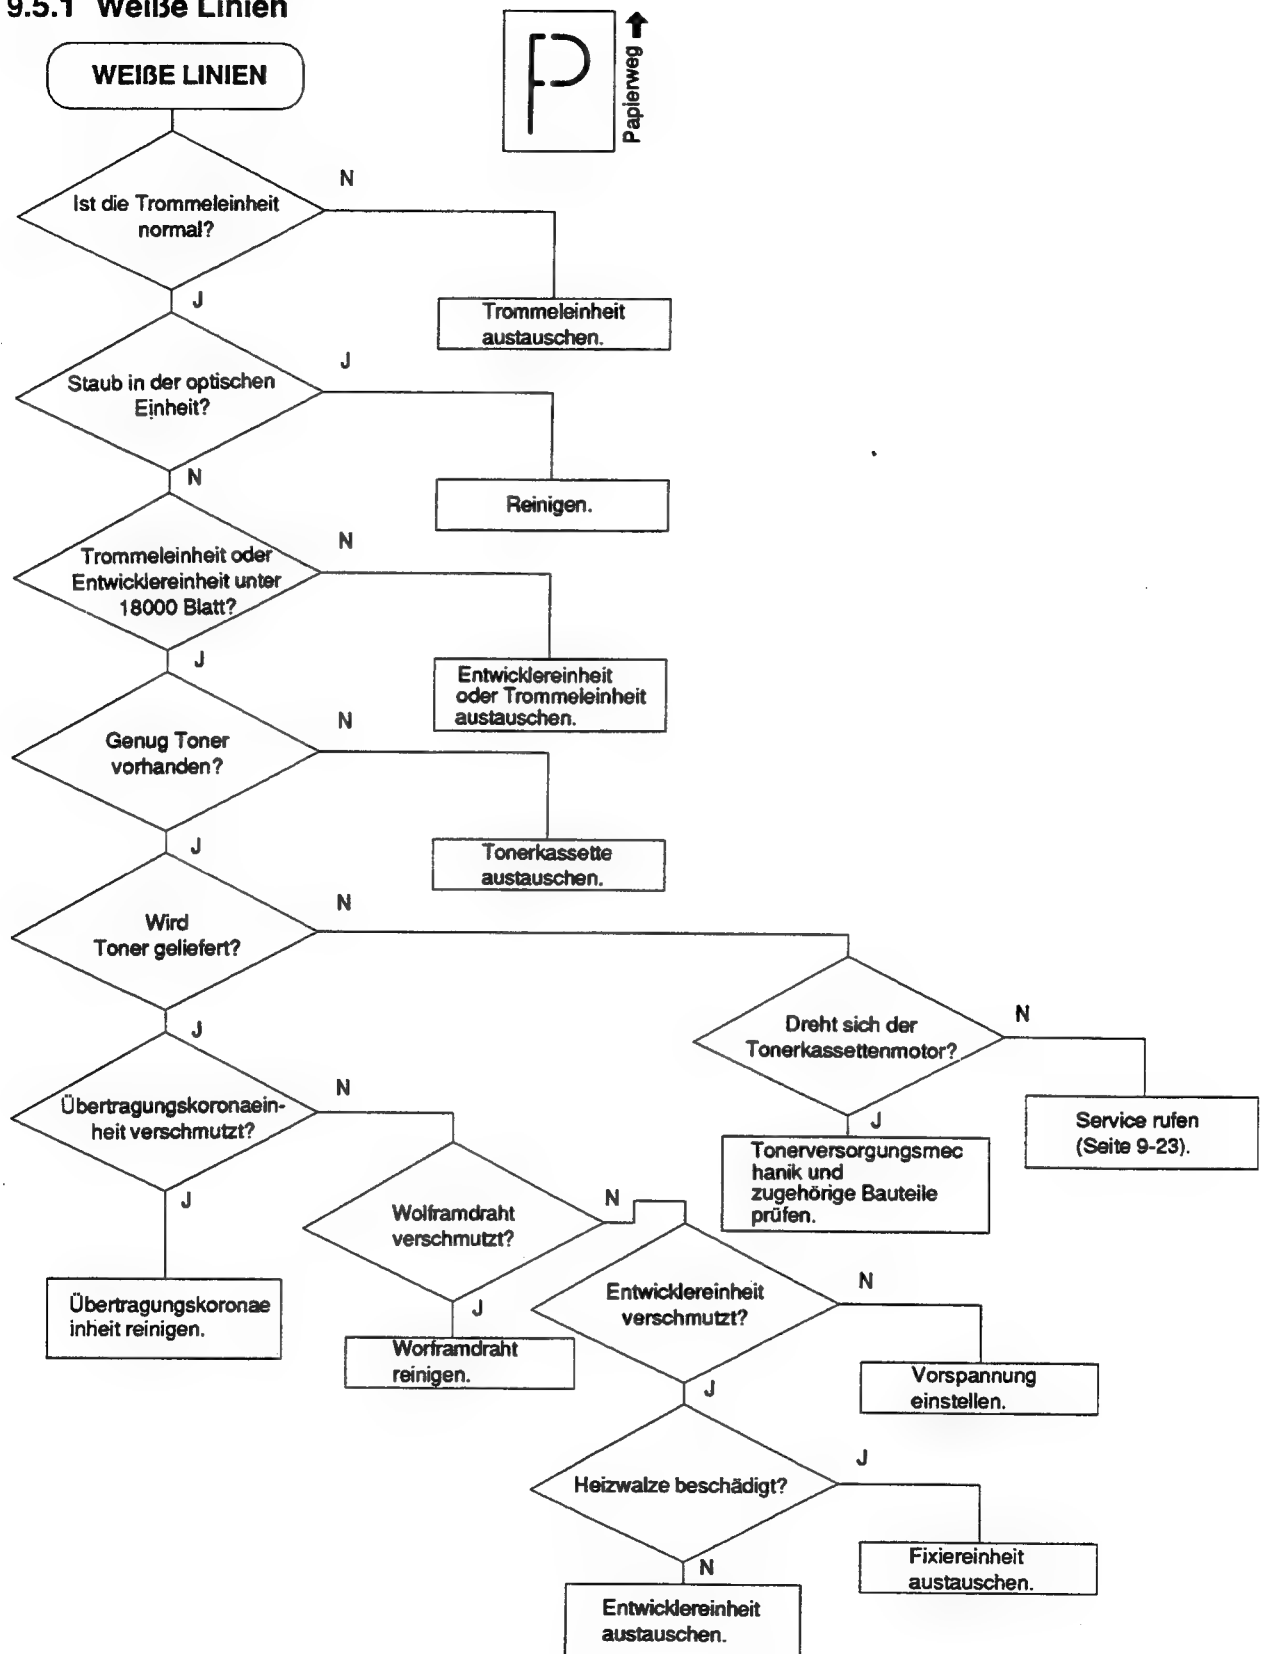 9.5.1 Weiße Linien
WEIßE LINIEN
P
Papierweg
Ist die Trommeleinheit
normal?
N
J
Trommeleinheit
austauschen.
Staub in der optischen
Einheit?
J
N
Reinigen.
Trommeleinheit oder
Entwicklereinheit unter
18000 Blatt?
N
J
Entwicklereinheit
oder Trommeleinheit
austauschen.
Genug Toner
vorhanden?
N
J
Tonerkassette
austauschen.
Wird
Toner geliefert?
N
J
Dreht sich der
Tonerkassettenmotor?
N
J
Service rufen
(Seite 9-23).
Tonerversorgungsmec
hanik und
zugehörige Bauteile
prüfen.
Übertragungskoronaein-
heit verschmutzt?
N
J
Übertragungskoronae
inheit reinigen.
Wolframdraht
verschmutzt?
N
J
Worframdraht
reinigen.
Entwicklereinheit
verschmutzt?
N
J
Vorspannung
einstellen.
Heizwalze beschädigt?
J
N
Fixiereinheit
austauschen.
Entwicklereinheit
austauschen.